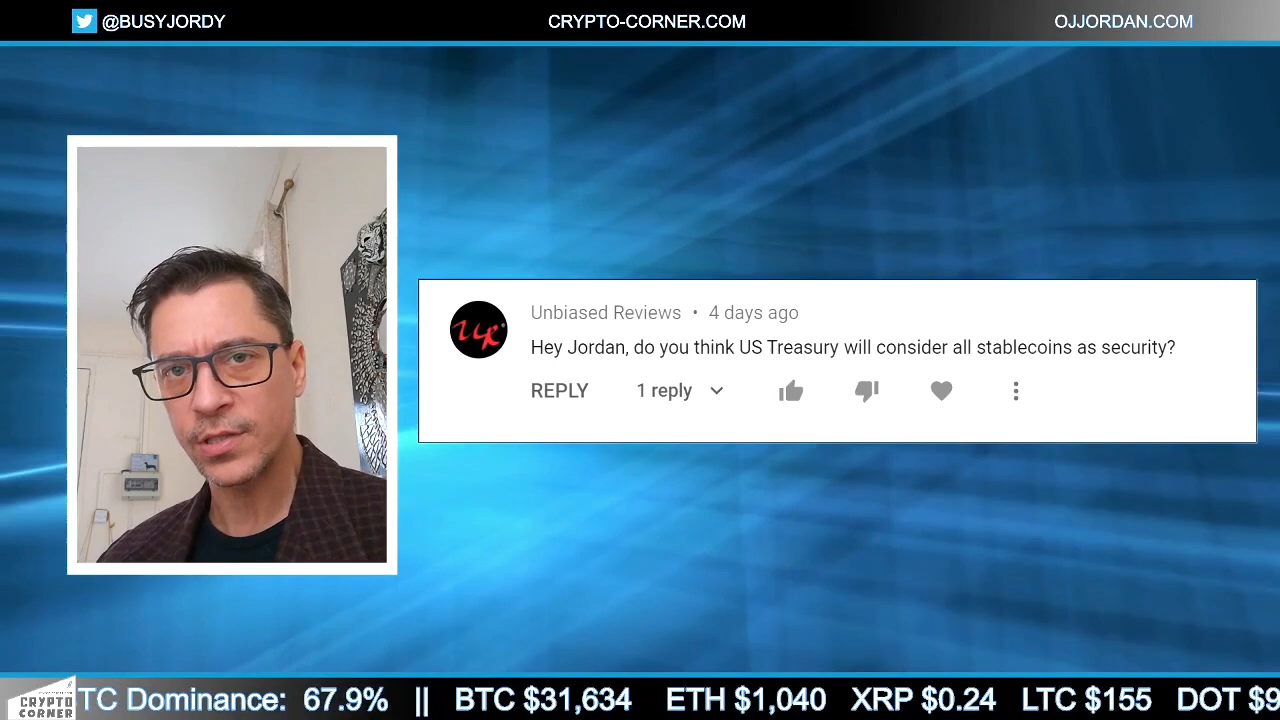 @BUSYJORDY
CRYPTO-CORNER.COM
OJJORDAN.COM
Unbiased Reviews • 4 days ago
Hey Jordan, do you think US Treasury will consider all stablecoins as security?
REPLY 1 reply
CRYPTO
CORNER
TC Dominance: 67.9% || BTC $31,634 ETH $1,040 XRP $0.24 LTC $155 DOT $9